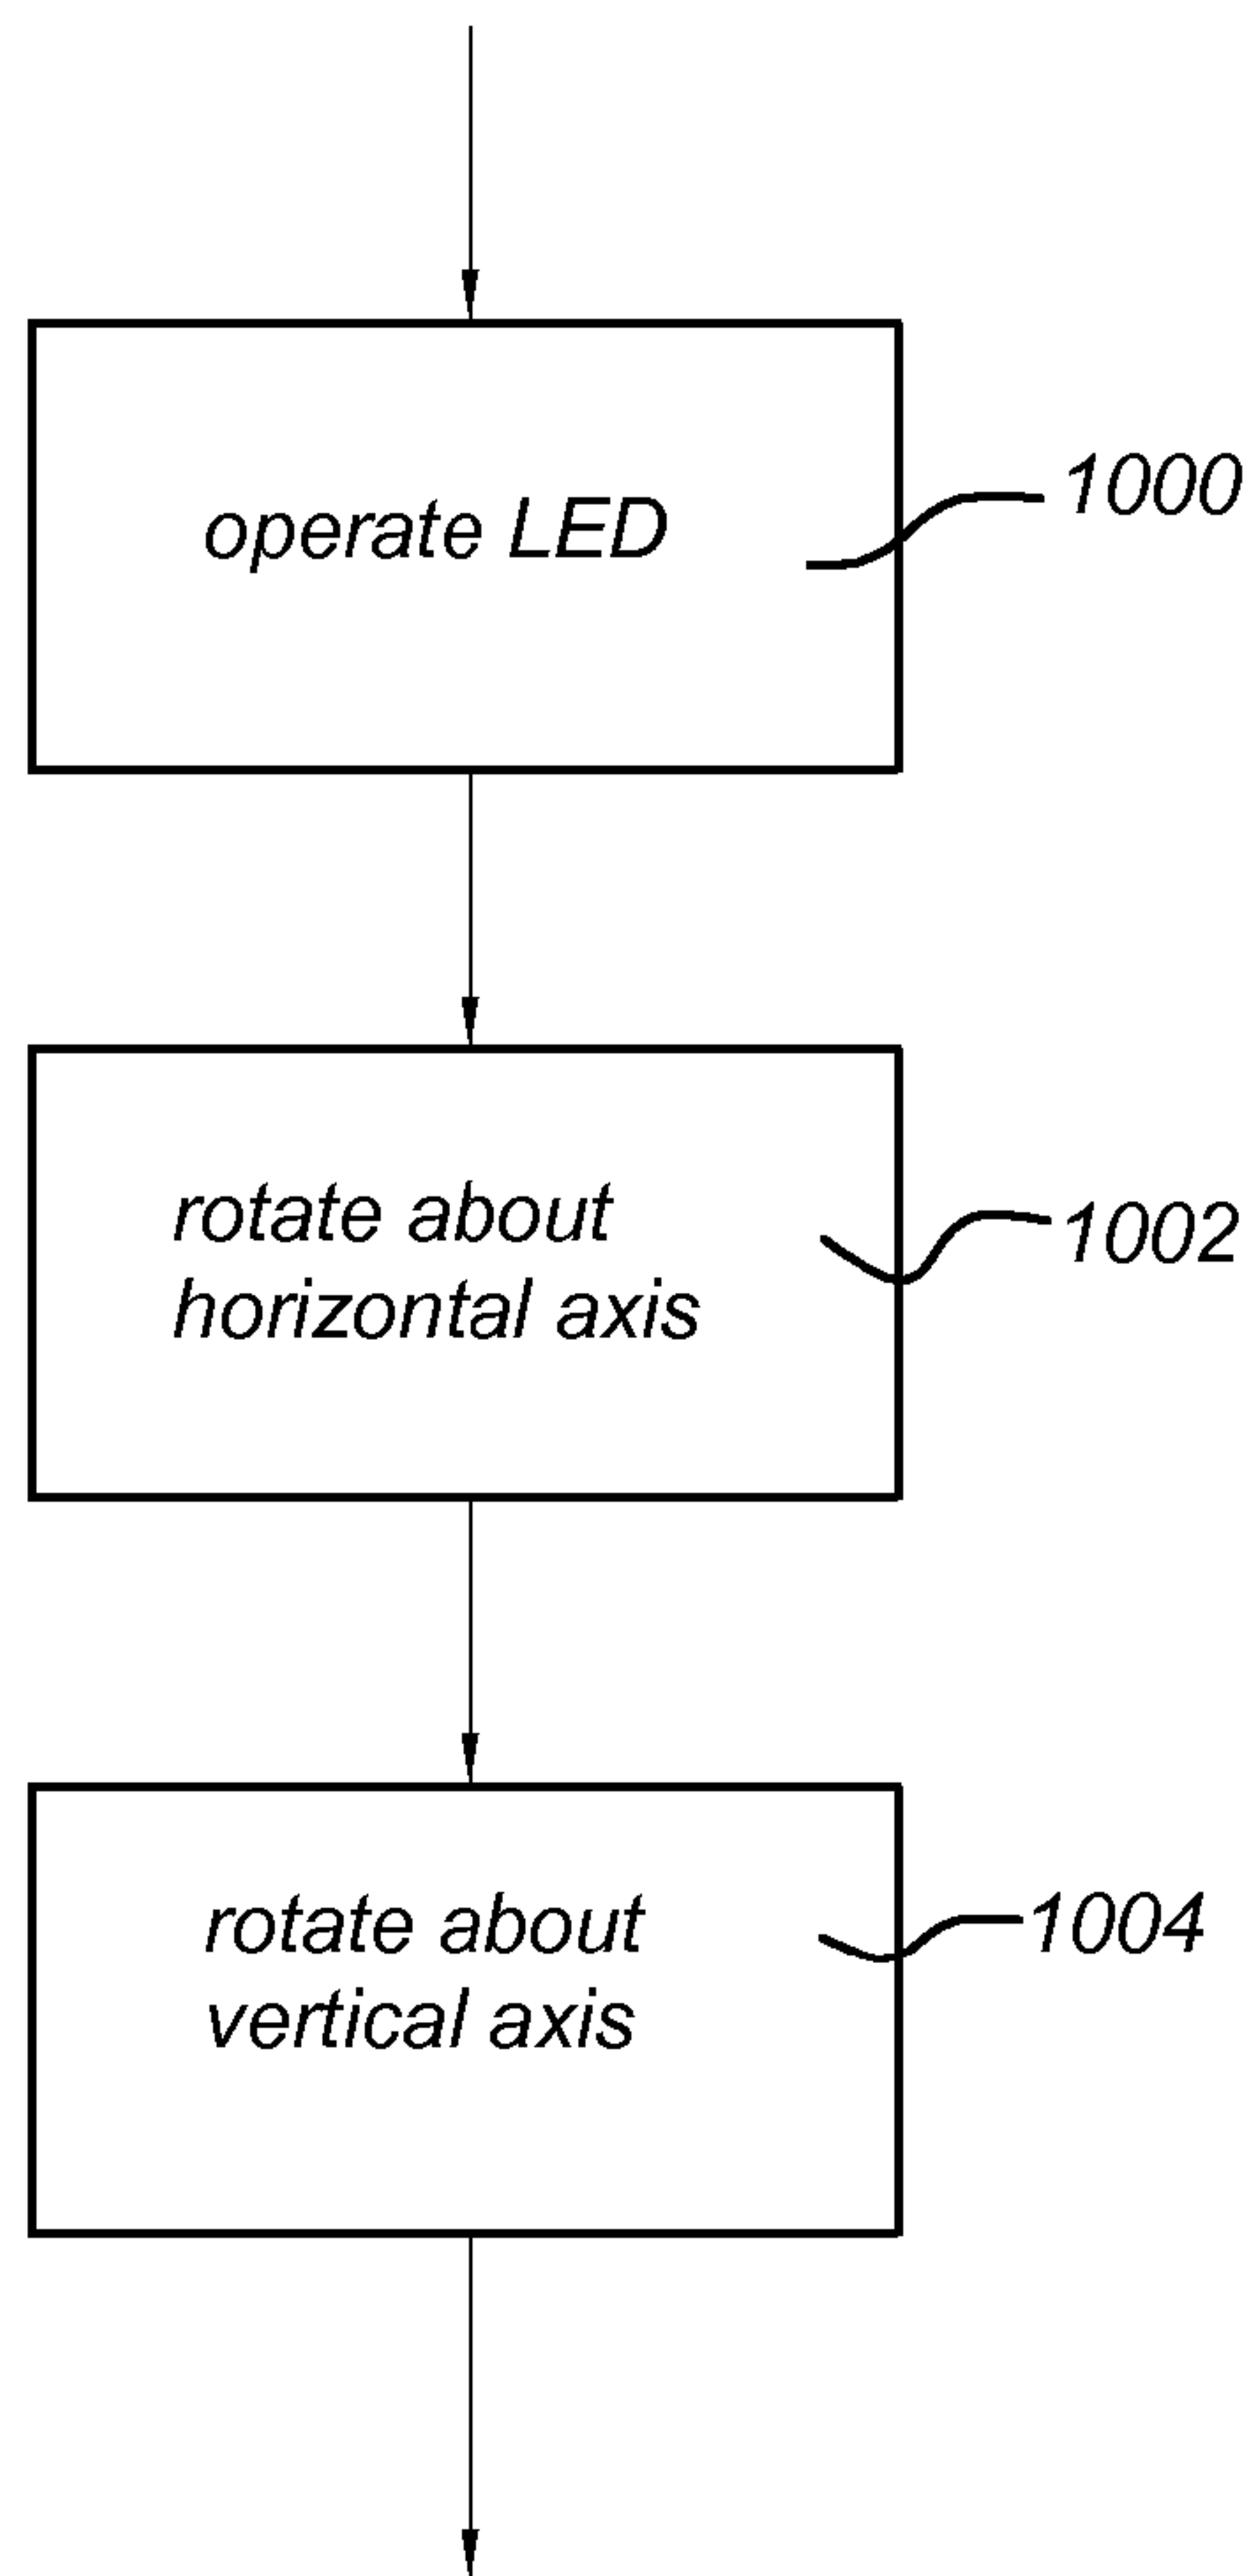 operate LED
1000
rotate about
horizontal axis
1002
rotate about
vertical axis
1004